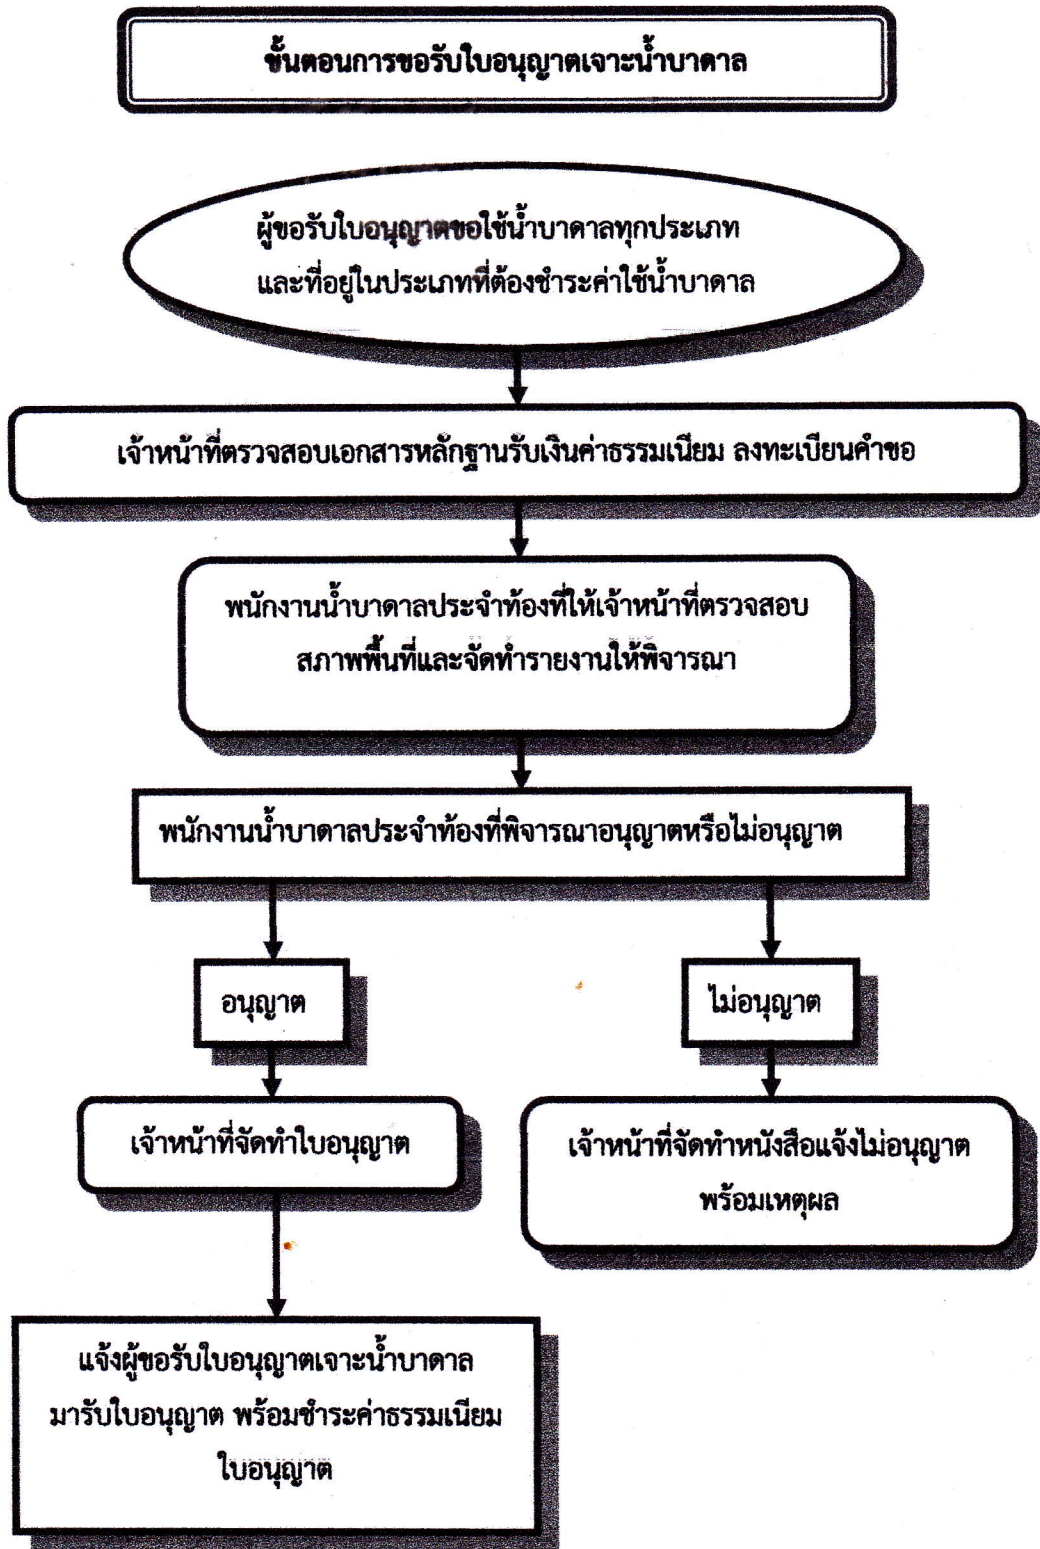 ขั้นตอนการขอรับใบอนุญาตเจาะน้ำบาดาล
ผู้ขอรับใบอนุญาตขอใช้น้ำบาดาลทุกประเภท
และที่อยู่ในประเภทที่ต้องชำระค่าใช้น้ำบาดาล
เจ้าหน้าที่ตรวจสอบเอกสารหลักฐานรับเงินค่าธรรมเนียม ลงทะเบียนคำขอ
พนักงานน้ำบาดาลประจำท้องที่ให้เจ้าหน้าที่ตรวจสอบ
สภาพพื้นที่และจัดทำรายงานให้พิจารณา
พนักงานน้ำบาดาลประจำท้องที่พิจารณาอนุญาตหรือไม่อนุญาต
อนุญาต
ไม่อนุญาต
เจ้าหน้าที่จัดทำใบอนุญาต
เจ้าหน้าที่จัดทำหนังสือแจ้งไม่อนุญาต
พร้อมเหตุผล
แจ้งผู้ขอรับใบอนุญาตเจาะน้ำบาดาล
มารับใบอนุญาต พร้อมชำระค่าธรรมเนียม
ใบอนุญาต